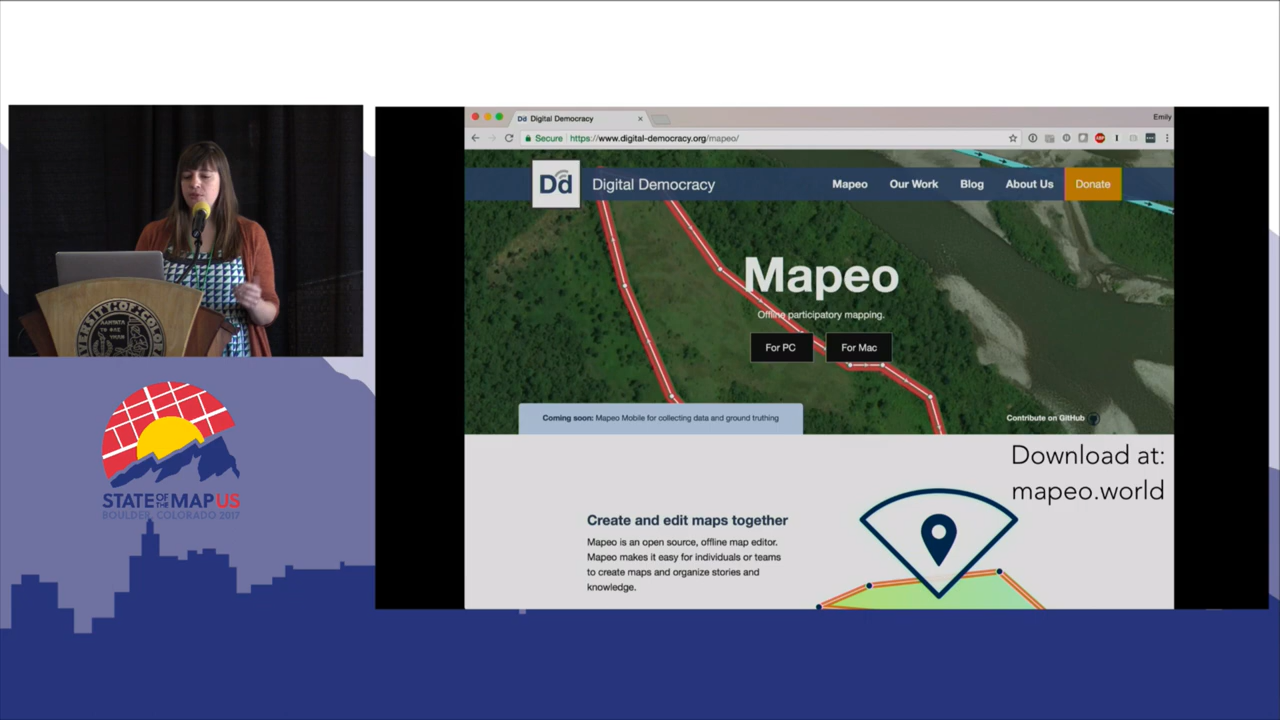 Dd Digital Democracy
Emily
Secure https://www.digital-democracy.org/mapeo/
Dd Digital Democracy Mapeo Our Work Blog About Us Donate
Mapeo
Offline participatory mapping.
For PC For Mac
Coming soon: Mapeo Mobile for collecting data and ground truthing
Contribute on GitHub
Download at:
mapeo.world
Create and edit maps together
Mapeo is an open source, offline map editor.
Mapeo makes it easy for individuals or teams
to create maps and organize stories and
knowledge.
STATE OF THE MAP US
BOULDER, COLORADO 2017